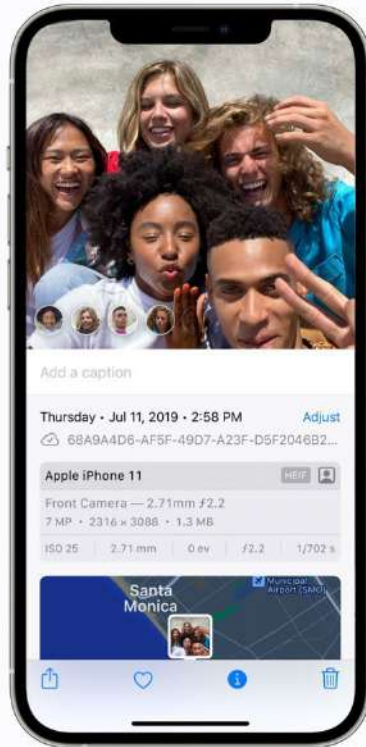 Add a caption
Thursday • Jul 11, 2019 • 2:58 PM Adjust
68A9A4D6-AF5F-49D7-A23F-D5F2046B2...
Apple iPhone 11 HEIF
Front Camera — 2.71mm ƒ2.2
7 MP • 2316 × 3088 • 1.3 MB
ISO 25 2.71 mm 0 ev ƒ2.2 1/702 s
Santa
Monica
Municipal
Airport (SMO)